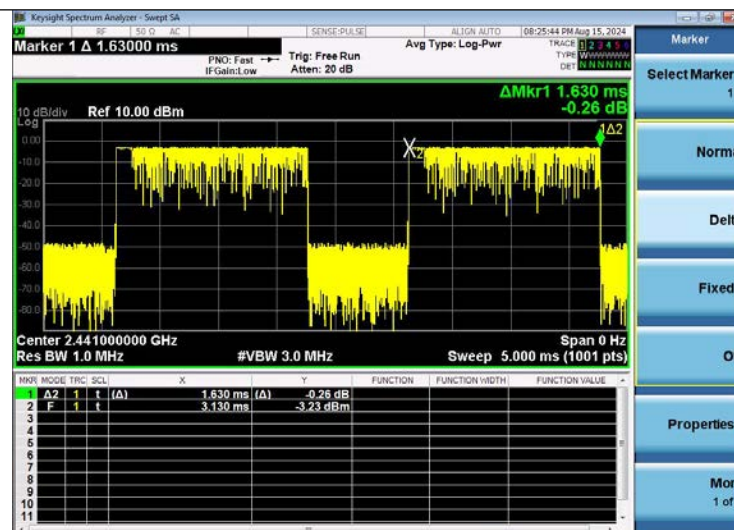 Keysight Spectrum Analyzer - Swept SA
LXI RF 50 Ω AC SENSE:PULSE ALIGN AUTO 08:25:44 PM Aug 15, 2024
Marker 1 Δ 1.63000 ms
PNO: Fast Trig: Free Run Avg Type: Log-Pwr TRACE 1 2 3 4 5 6
IFGain:Low Atten: 20 dB TYPE WWWWWW
DET N N N N N N
ΔMkr1 1.630 ms
-0.26 dB
10 dB/div Ref 10.00 dBm
Log
1Δ2
0.00
X2
-10.0
-20.0
-30.0
-40.0
-50.0
-60.0
-70.0
-80.0
Center 2.441000000 GHz Span 0 Hz
Res BW 1.0 MHz #VBW 3.0 MHz Sweep 5.000 ms (1001 pts)
MKR MODE TRC SCL X Y FUNCTION FUNCTION WIDTH FUNCTION VALUE
1 Δ2 1 t (Δ) 1.630 ms (Δ) -0.26 dB
2 F 1 t 3.130 ms -3.23 dBm
3
4
5
6
7
8
9
10
11
Marker
Select Marker
1
Norma
Delt
Fixed
O
Properties
Mor
1 of